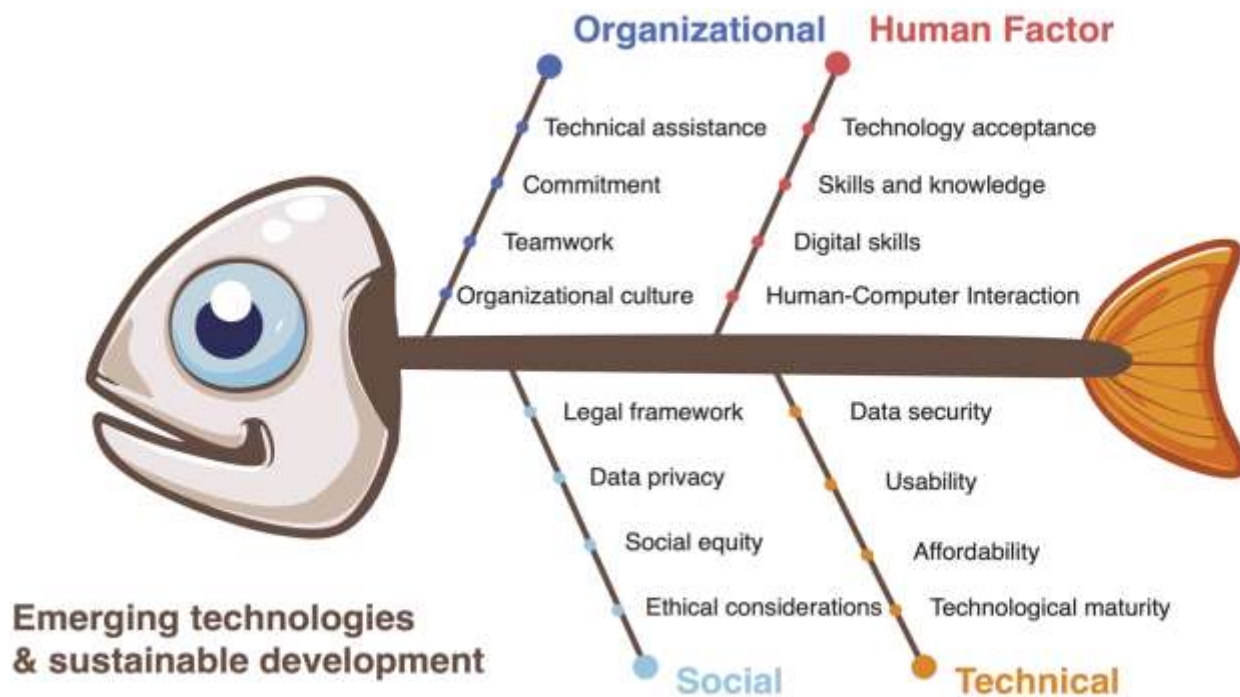 Organizational
Human Factor
Technical assistance
Technology acceptance
Commitment
Skills and knowledge
Teamwork
Digital skills
Organizational culture
Human-Computer Interaction
Legal framework
Data security
Data privacy
Usability
Social equity
Affordability
Ethical considerations
Technological maturity
Emerging technologies
& sustainable development
Social
Technical